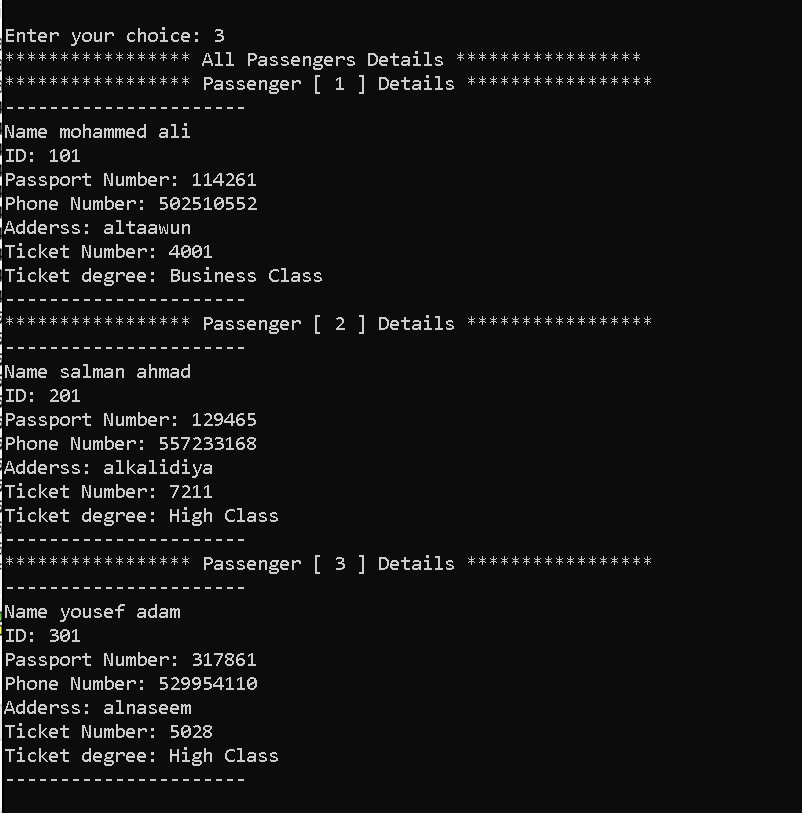 Enter your choice: 3
***************** All Passengers Details *****************
***************** Passenger [ 1 ] Details *****************
----------------------
Name mohammed ali
ID: 101
Passport Number: 114261
Phone Number: 502510552
Adderss: altaawun
Ticket Number: 4001
Ticket degree: Business Class
----------------------
***************** Passenger [ 2 ] Details *****************
----------------------
Name salman ahmad
ID: 201
Passport Number: 129465
Phone Number: 557233168
Adderss: alkalidiya
Ticket Number: 7211
Ticket degree: High Class
----------------------
***************** Passenger [ 3 ] Details *****************
----------------------
Name yousef adam
ID: 301
Passport Number: 317861
Phone Number: 529954110
Adderss: alnaseem
Ticket Number: 5028
Ticket degree: High Class
----------------------